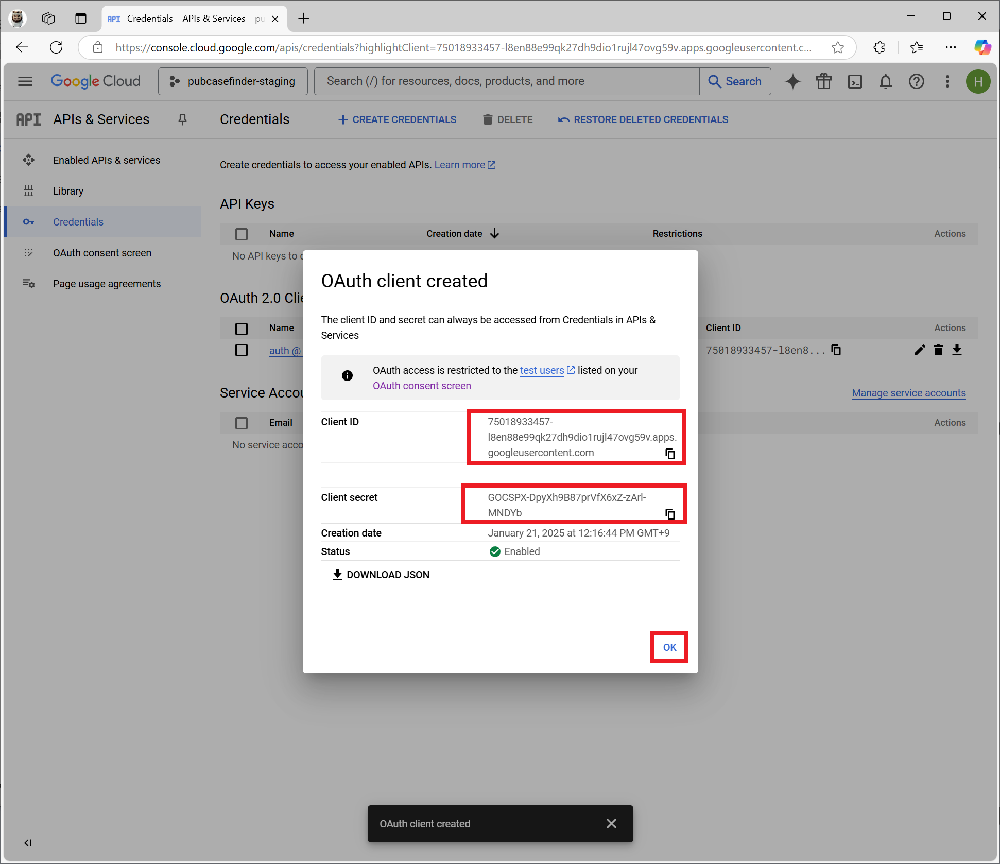 API Credentials – APIs & Services – pu
https://console.cloud.google.com/apis/credentials?highlightClient=75018933457-l8en88e99qk27dh9dio1rujl47ovg59v.apps.googleusercontent.c...
Google Cloud
pubcasefinder-staging
Search (/) for resources, docs, products, and more
Search
H
API APIs & Services
Credentials
CREATE CREDENTIALS
DELETE
RESTORE DELETED CREDENTIALS
Enabled APIs & services
Library
Credentials
OAuth consent screen
Page usage agreements
Create credentials to access your enabled APIs. Learn more
API Keys
Name Creation date Restrictions Actions
No API keys to
OAuth 2.0 Clie
Name Client ID Actions
auth @ 75018933457-l8en8...
Service Accou
Manage service accounts
Email Actions
No service acco
OAuth client created
The client ID and secret can always be accessed from Credentials in APIs &
Services
OAuth access is restricted to the test users listed on your
OAuth consent screen
Client ID 75018933457-
l8en88e99qk27dh9dio1rujl47ovg59v.apps.
googleusercontent.com
Client secret GOCSPX-DpyXh9B87prVfX6xZ-zArl-
MNDYb
Creation date January 21, 2025 at 12:16:44 PM GMT+9
Status Enabled
DOWNLOAD JSON
OK
OAuth client created